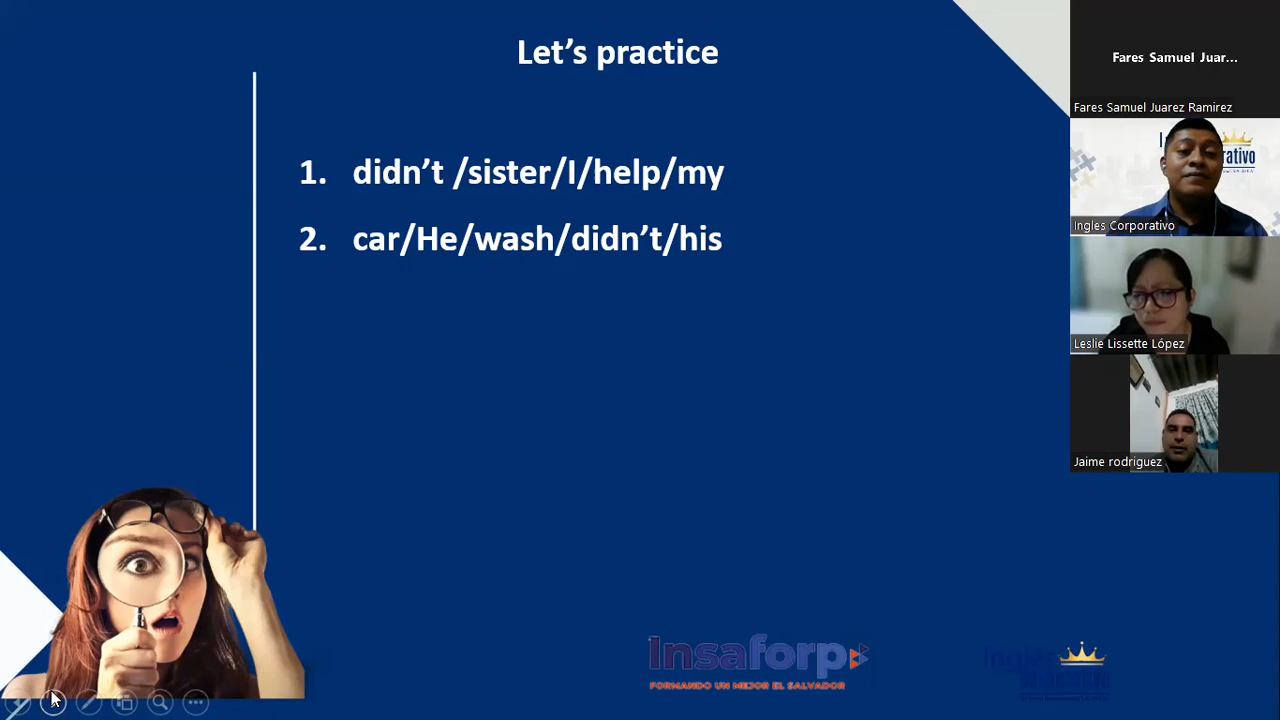 Let's practice
1. didn't /sister/I/help/my
2. car/He/wash/didn't/his
Fares Samuel Juar...
Fares Samuel Juarez Ramirez
Ingles Corporativo
Leslie Lissette López
Jaime rodriguez
Insaforp
FORMANDO UN MEJOR EL SALVADOR